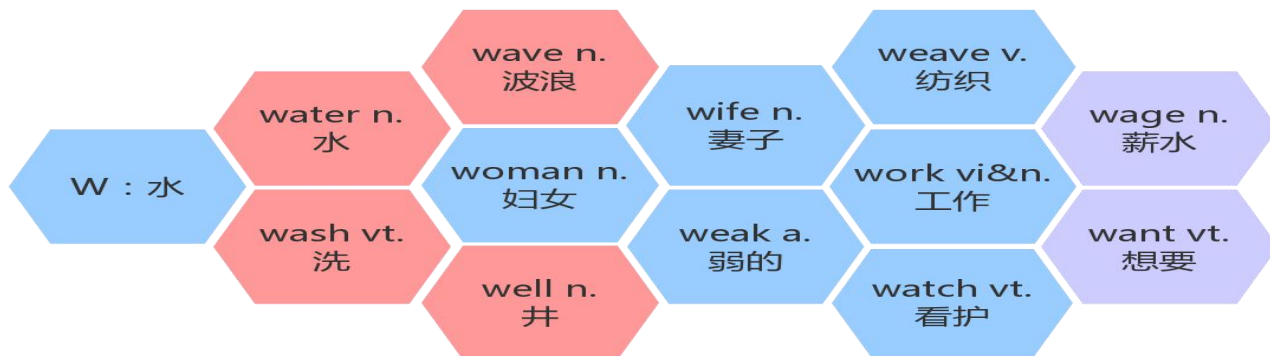 W：水
water n.
水
wash vt.
洗
wave n.
波浪
woman n.
妇女
well n.
井
wife n.
妻子
weak a.
弱的
weave v.
纺织
work vi&n.
工作
watch vt.
看护
wage n.
薪水
want vt.
想要